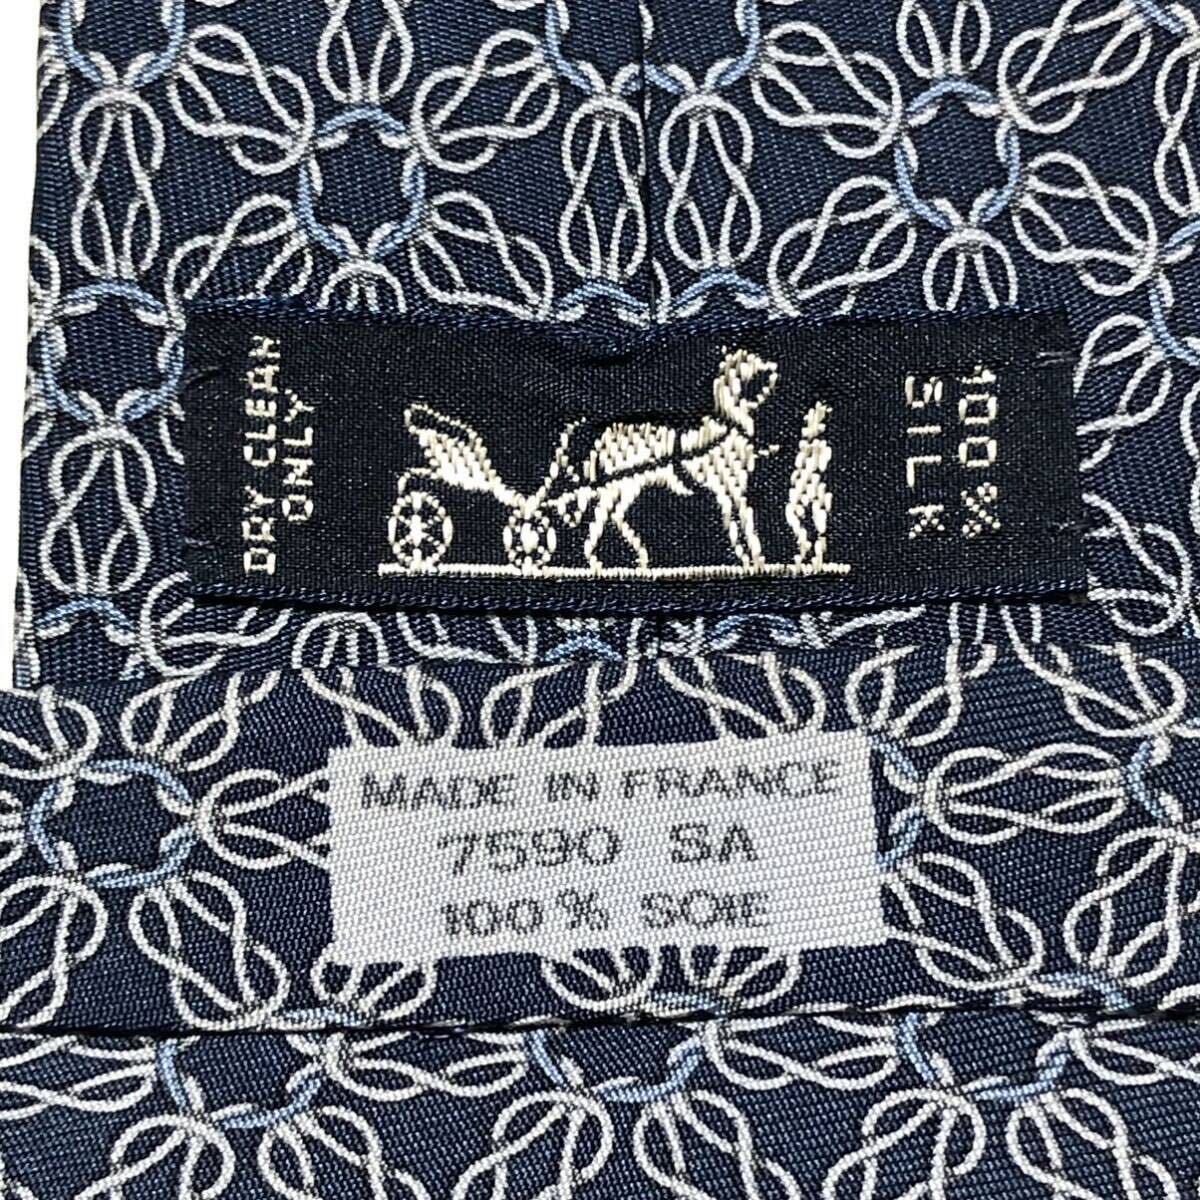 DRY CLEAN
ONLY
100%
SILK
MADE IN FRANCE
7590 SA
100% SOIE